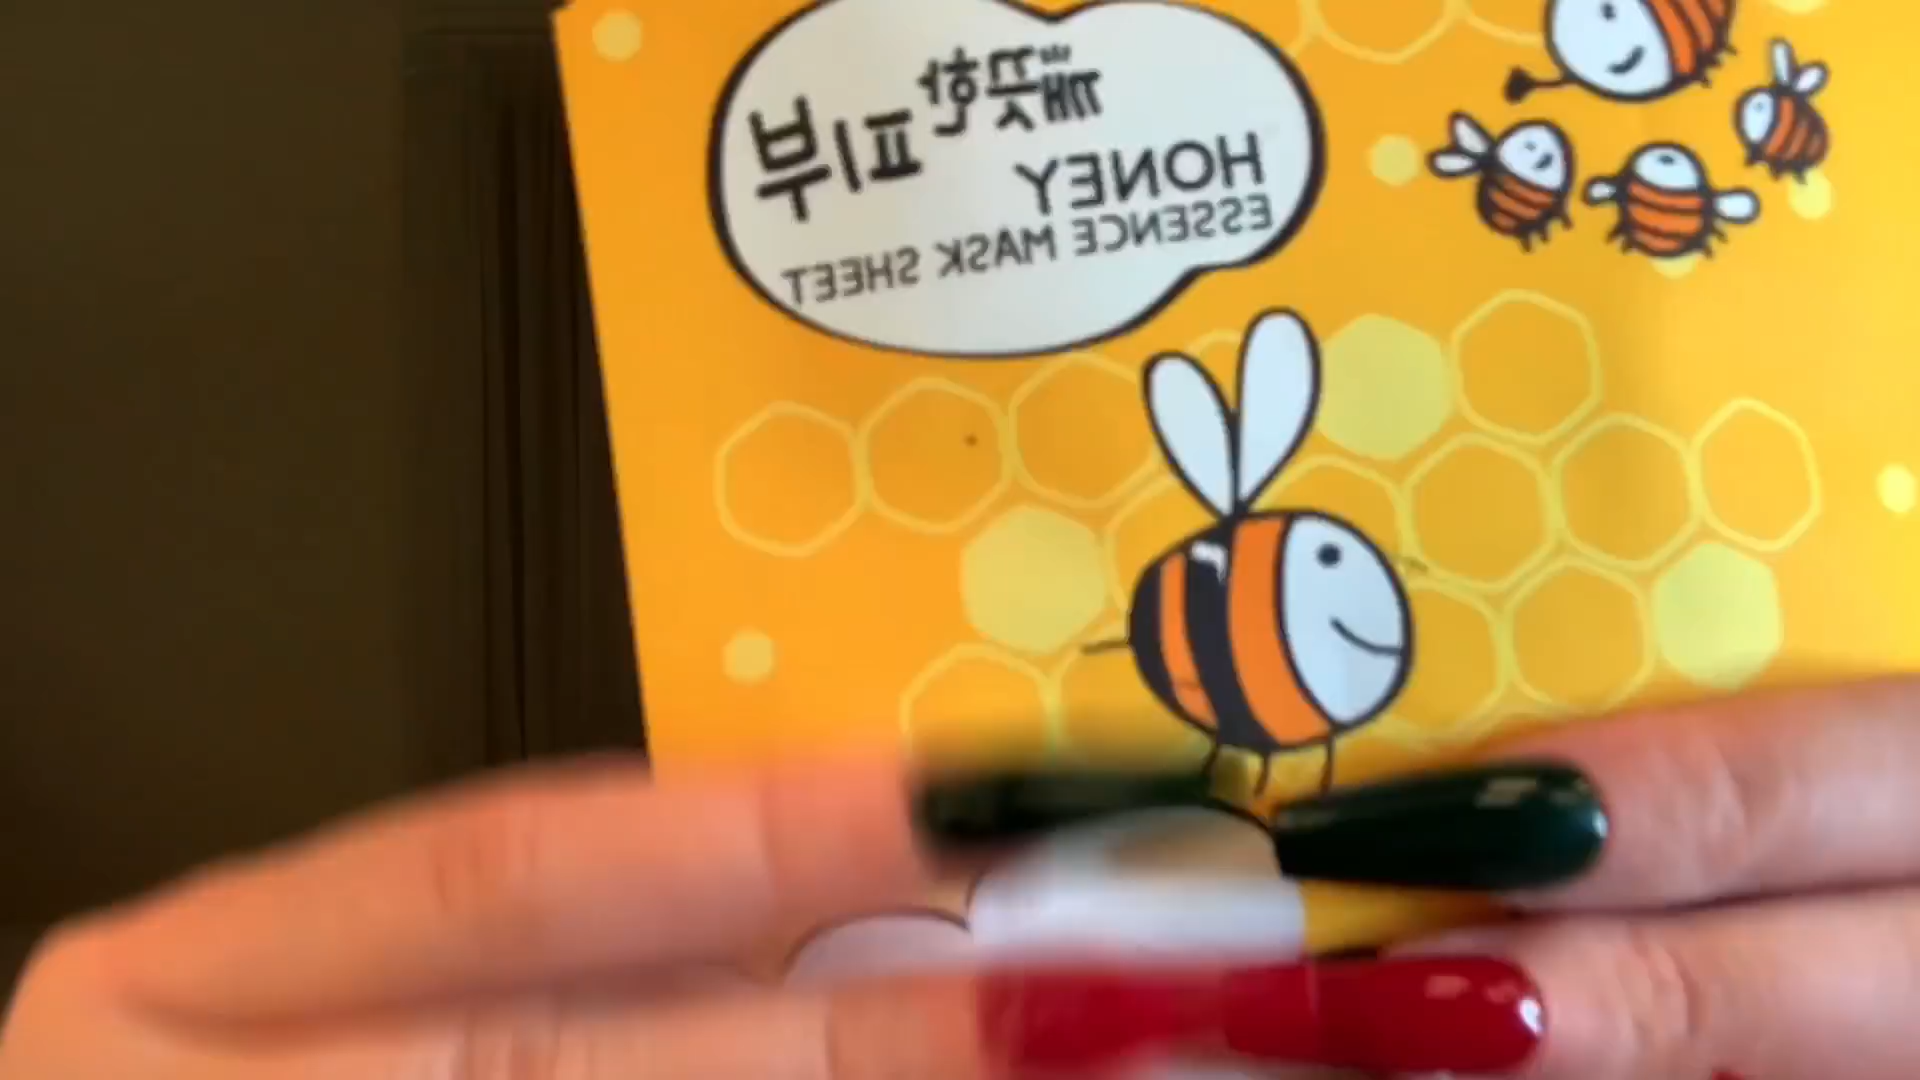 깨끗한 피부
HONEY
ESSENCE MASK SHEET